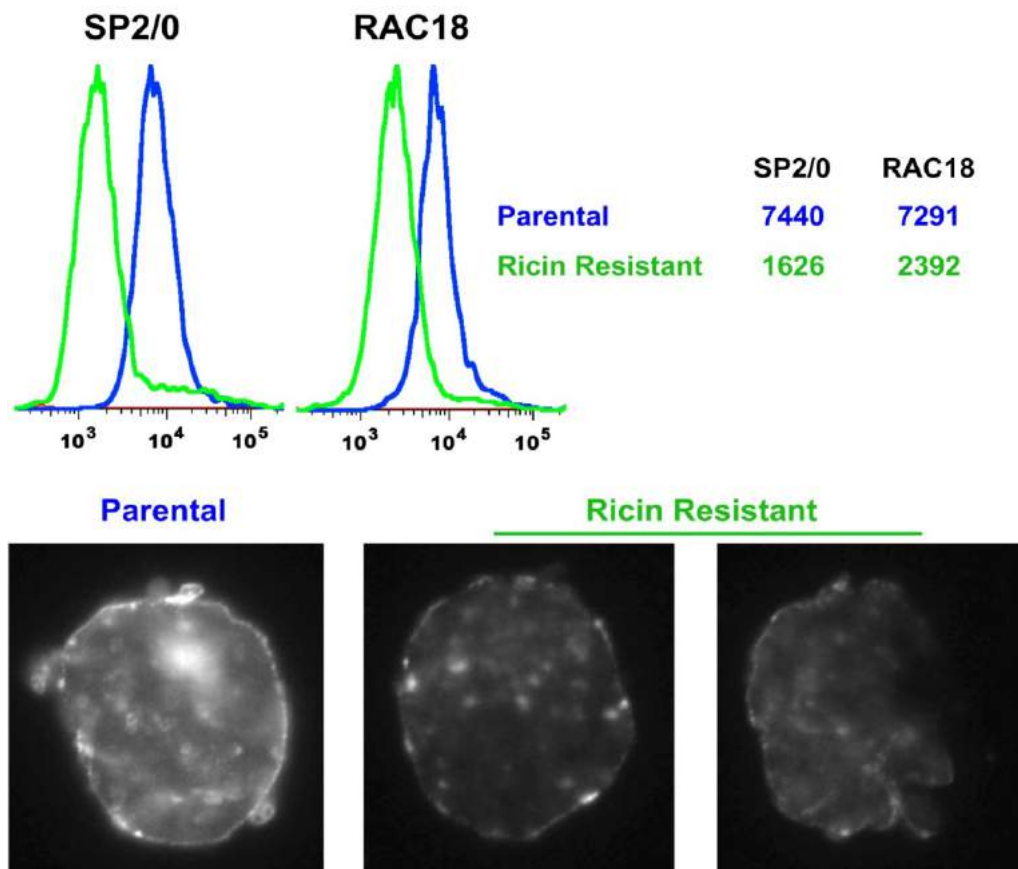 SP2/0 RAC18
10³ 10⁴ 10⁵ 10³ 10⁴ 10⁵
SP2/0 RAC18
Parental 7440 7291
Ricin Resistant 1626 2392
Parental Ricin Resistant